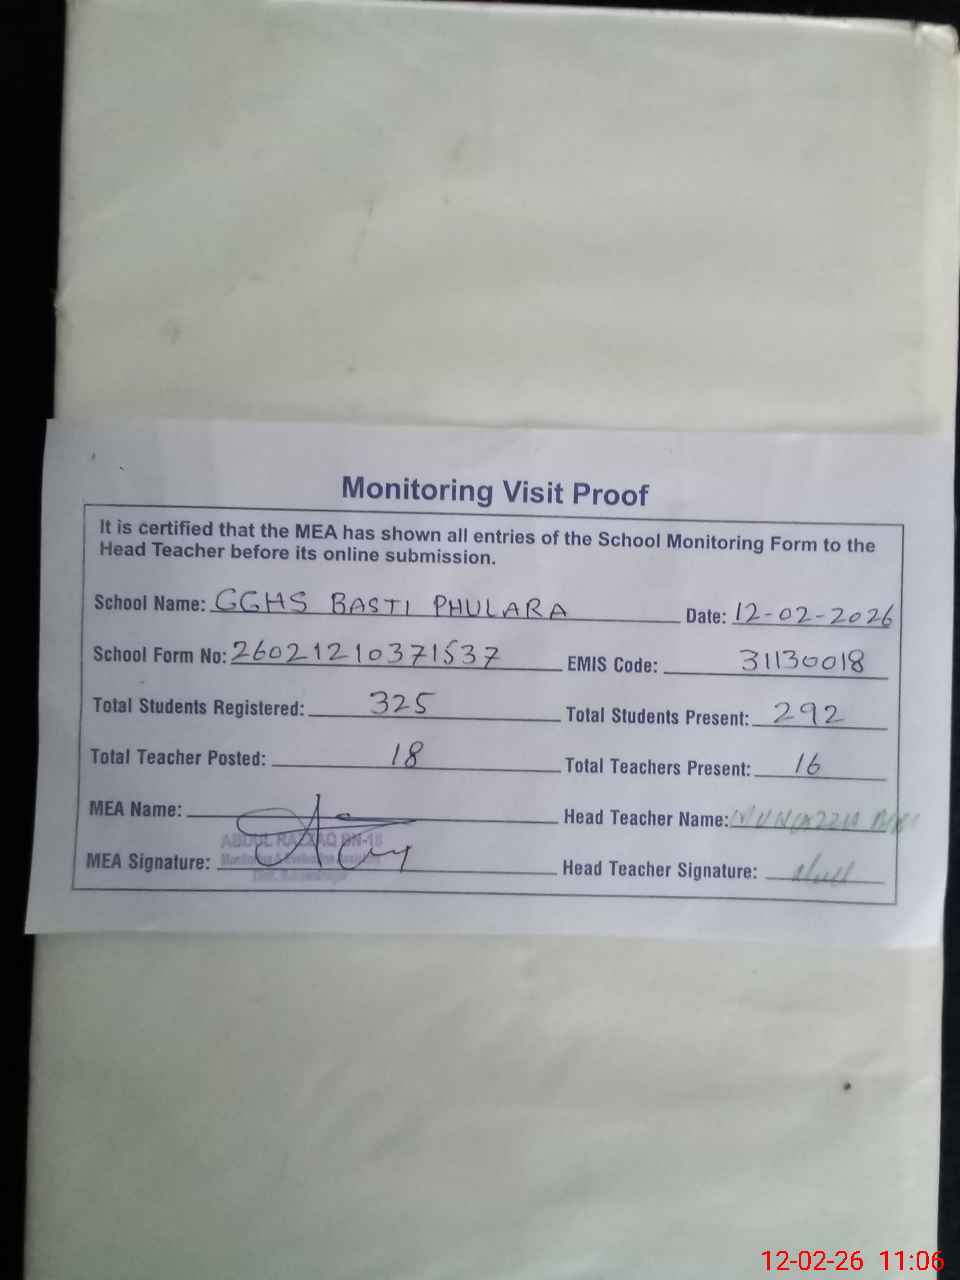 Monitoring Visit Proof
It is certified that the MEA has shown all entries of the School Monitoring Form to the
Head Teacher before its online submission.
School Name: GGHS BASTI PHULARA Date: 12-02-2026
School Form No: 26021210371537 EMIS Code: 31130018
Total Students Registered: 325 Total Students Present: 292
Total Teacher Posted: 18 Total Teachers Present: 16
MEA Name: Head Teacher Name:
ABDUL RAZZAQ
MEA Signature: Head Teacher Signature:
12-02-26 11:06